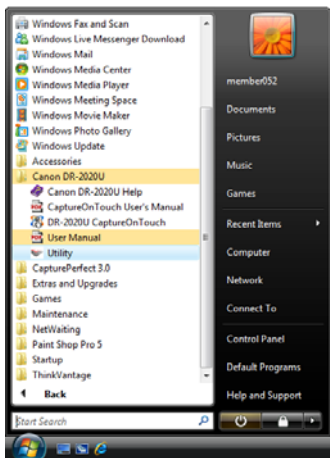 Windows Fax and Scan
Windows Live Messenger Download
Windows Mail
Windows Media Center
Windows Media Player
Windows Meeting Space
Windows Movie Maker
Windows Photo Gallery
Windows Update
Accessories
Canon DR-2020U
Canon DR-2020U Help
CaptureOnTouch User's Manual
DR-2020U CaptureOnTouch
User Manual
Utility
CapturePerfect 3.0
Extras and Upgrades
Games
Maintenance
NetWaiting
Paint Shop Pro 5
Startup
ThinkVantage
Back
Start Search
member052
Documents
Pictures
Music
Games
Recent Items
Computer
Network
Connect To
Control Panel
Default Programs
Help and Support